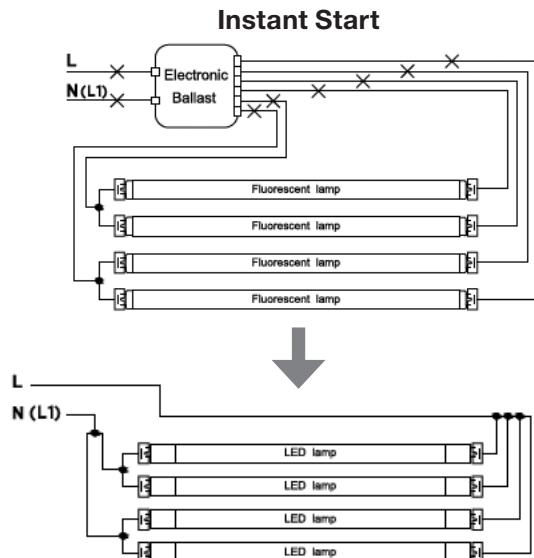 Instant Start
L
N(L1)
Electronic
Ballast
Fluorescent lamp
Fluorescent lamp
Fluorescent lamp
Fluorescent lamp
L
N (L1)
LED lamp
LED lamp
LED lamp
LED lamp